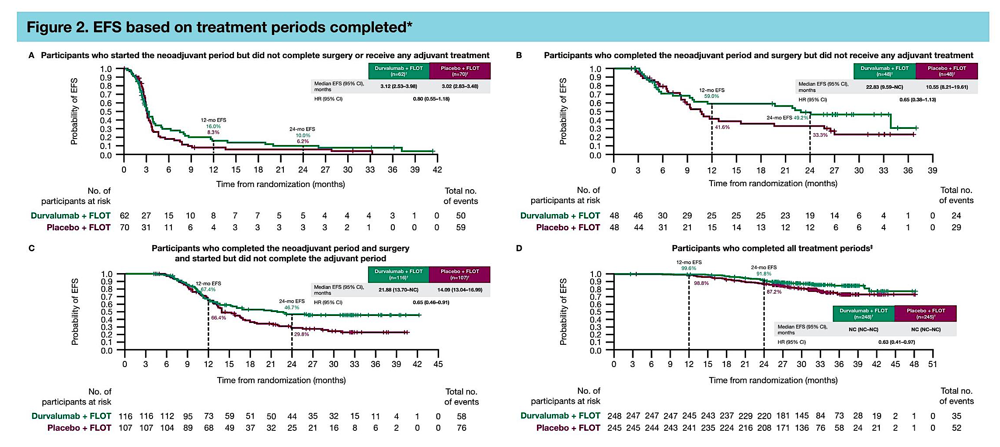 Figure 2. EFS based on treatment periods completed*
A Participants who started the neoadjuvant period but did not complete surgery or receive any adjuvant treatment
Probability of EFS
1.0
0.9
0.8
0.7
0.6
0.5
0.4
0.3
0.2
0.1
0.0
Durvalumab + FLOT (n=62)† Placebo + FLOT (n=70)†
Median EFS (95% CI), months 3.12 (2.53–3.98) 3.02 (2.83–3.48)
HR (95% CI) 0.80 (0.55–1.18)
12-mo EFS
16.0%
8.3%
24-mo EFS
10.0%
6.2%
0 3 6 9 12 15 18 21 24 27 30 33 36 39 42
Time from randomization (months)
No. of participants at risk
Total no. of events
Durvalumab + FLOT 62 27 15 10 8 7 7 5 5 4 4 4 3 1 0 50
Placebo + FLOT 70 31 11 6 4 3 3 3 3 3 2 1 0 0 0 59
B Participants who completed the neoadjuvant period and surgery but did not receive any adjuvant treatment
Probability of EFS
1.0
0.9
0.8
0.7
0.6
0.5
0.4
0.3
0.2
0.1
0.0
Durvalumab + FLOT (n=48)† Placebo + FLOT (n=48)†
Median EFS (95% CI), months 22.83 (9.59–NC) 10.55 (8.21–19.61)
HR (95% CI) 0.65 (0.38–1.13)
12-mo EFS
59.0%
41.6%
24-mo EFS 49.2%
33.3%
0 3 6 9 12 15 18 21 24 27 30 33 36 39
Time from randomization (months)
No. of participants at risk
Total no. of events
Durvalumab + FLOT 48 46 30 29 25 25 25 23 19 14 6 4 1 0 24
Placebo + FLOT 48 44 31 21 15 14 13 12 12 6 6 4 1 0 29
C Participants who completed the neoadjuvant period and surgery
and started but did not complete the adjuvant period
Probability of EFS
1.0
0.9
0.8
0.7
0.6
0.5
0.4
0.3
0.2
0.1
0.0
Durvalumab + FLOT (n=116)† Placebo + FLOT (n=107)†
Median EFS (95% CI), months 21.88 (13.70–NC) 14.09 (13.04–16.99)
HR (95% CI) 0.65 (0.46–0.91)
12-mo EFS
67.4%
66.4%
24-mo EFS
46.7%
29.8%
0 3 6 9 12 15 18 21 24 27 30 33 36 39 42 45
Time from randomization (months)
No. of participants at risk
Total no. of events
Durvalumab + FLOT 116 116 112 95 73 59 51 50 44 35 32 15 11 4 1 0 58
Placebo + FLOT 107 107 104 89 68 49 37 32 25 21 16 8 6 2 0 0 76
D Participants who completed all treatment periods‡
Probability of EFS
1.0
0.9
0.8
0.7
0.6
0.5
0.4
0.3
0.2
0.1
0.0
12-mo EFS
99.6%
98.8%
24-mo EFS
91.8%
87.2%
Durvalumab + FLOT (n=248)† Placebo + FLOT (n=245)†
Median EFS (95% CI), months NC (NC–NC) NC (NC–NC)
HR (95% CI) 0.63 (0.41–0.97)
0 3 6 9 12 15 18 21 24 27 30 33 36 39 42 45 48 51
Time from randomization (months)
No. of participants at risk
Total no. of events
Durvalumab + FLOT 248 247 247 247 245 243 237 229 220 181 145 84 73 28 19 2 1 0 35
Placebo + FLOT 245 245 244 243 241 235 224 216 208 171 136 76 58 24 21 2 1 0 52